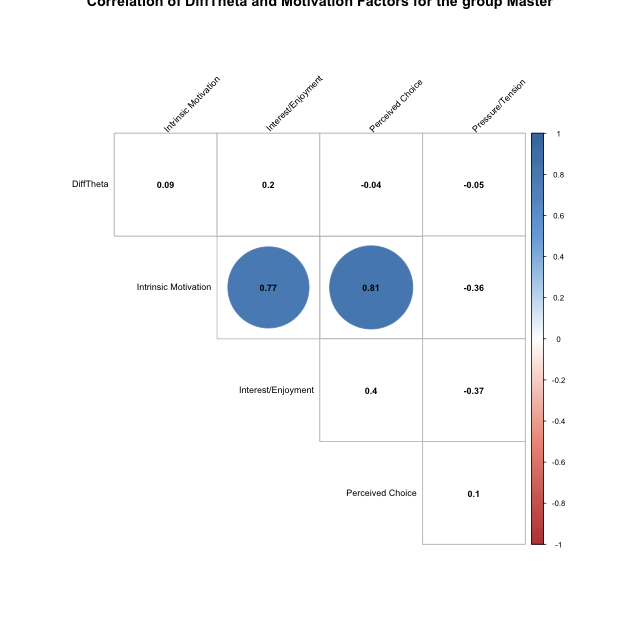 Correlation of DiffTheta and Motivation Factors for the group Master
Intrinsic Motivation
Interest/Enjoyment
Perceived Choice
Pressure/Tension
DiffTheta
0.09
0.2
-0.04
-0.05
Intrinsic Motivation
0.77
0.81
-0.36
Interest/Enjoyment
0.4
-0.37
Perceived Choice
0.1
1
0.8
0.6
0.4
0.2
0
-0.2
-0.4
-0.6
-0.8
-1